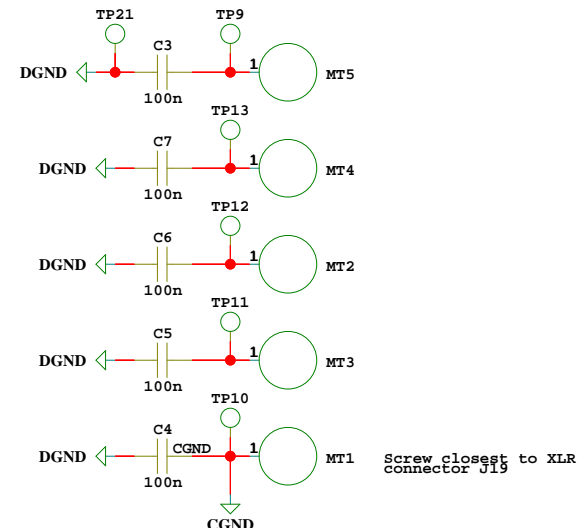 TP21 TP9
C3
DGND 1 MT5
100n
TP13
C7
DGND 1 MT4
100n
TP12
C6
DGND 1 MT2
100n
TP11
C5
DGND 1 MT3
100n
TP10
C4
CGND 1
DGND MT1 Screw closest to XLR
connector J19
100n
CGND